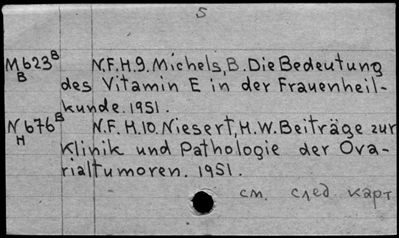 5
M623B N.F.H.9. Michels, B. Die Bedeutung
B des Vitamin E in der Frauenheil-
kunde. 1951.
N676B N.F. H.10. Niesert, H.W. Beiträge zur
H Klinik und Pathologie der Ova-
rialtumoren. 1951.
см. след карт